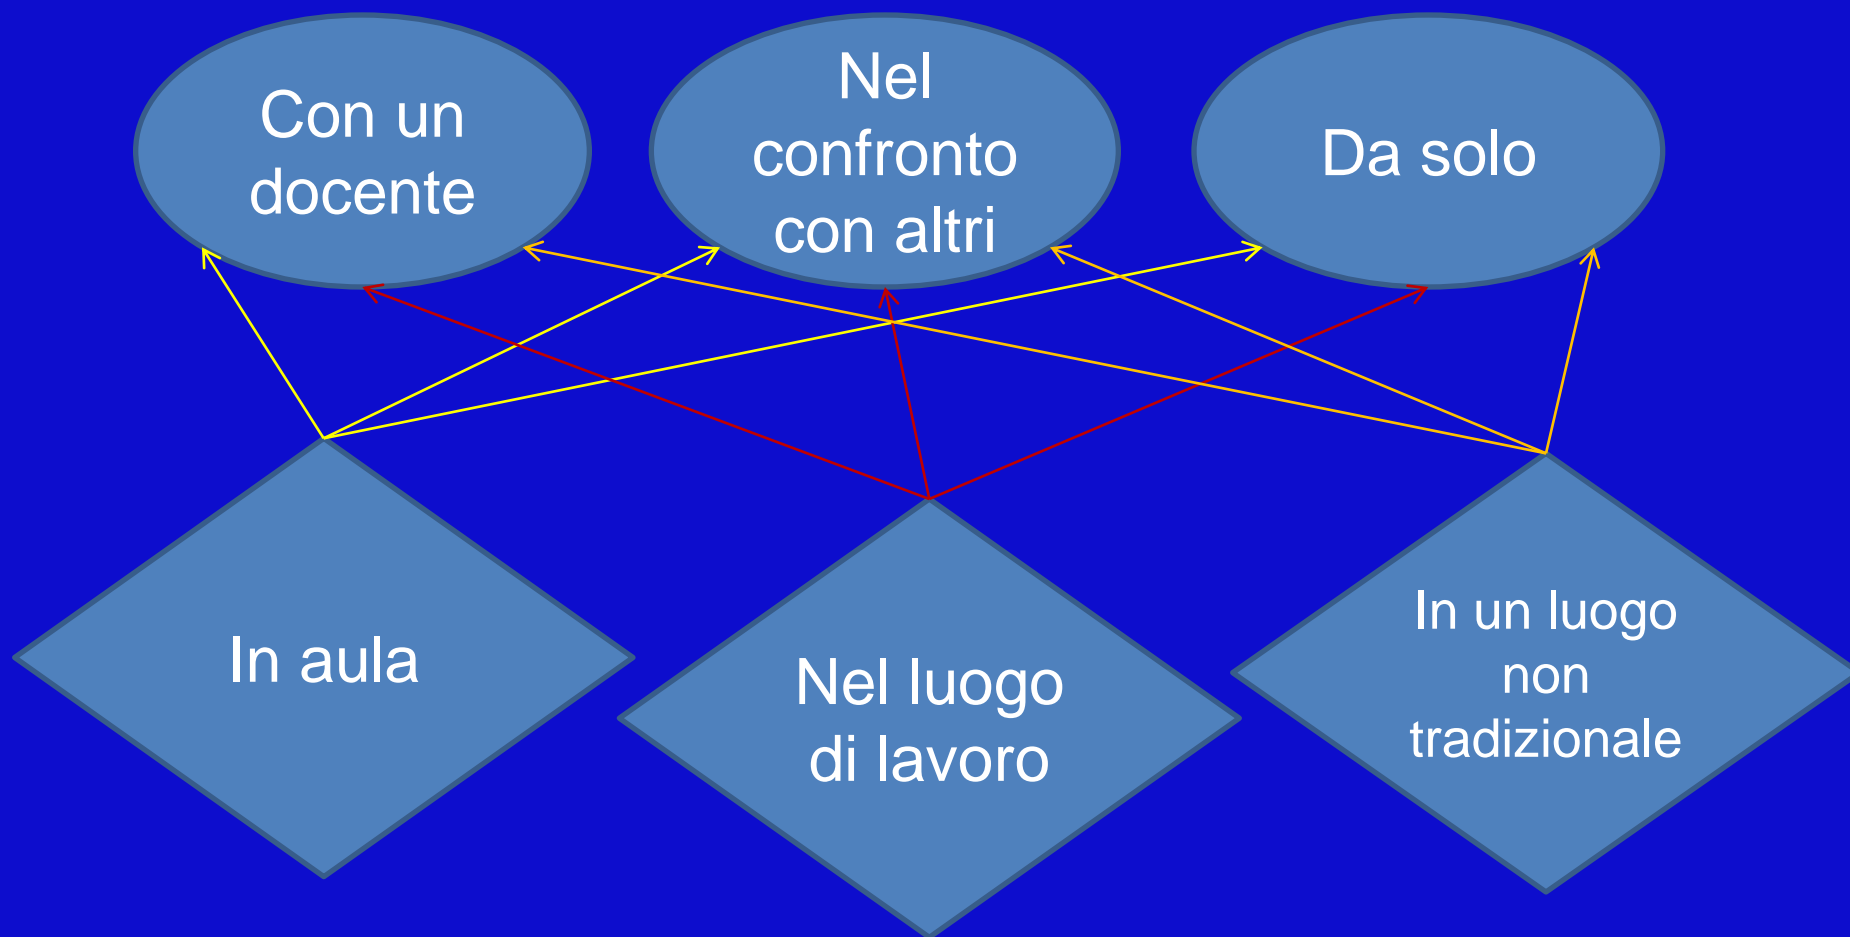 Con un
docente
Nel
confronto
con altri
Da solo
In aula
Nel luogo
di lavoro
In un luogo
non
tradizionale